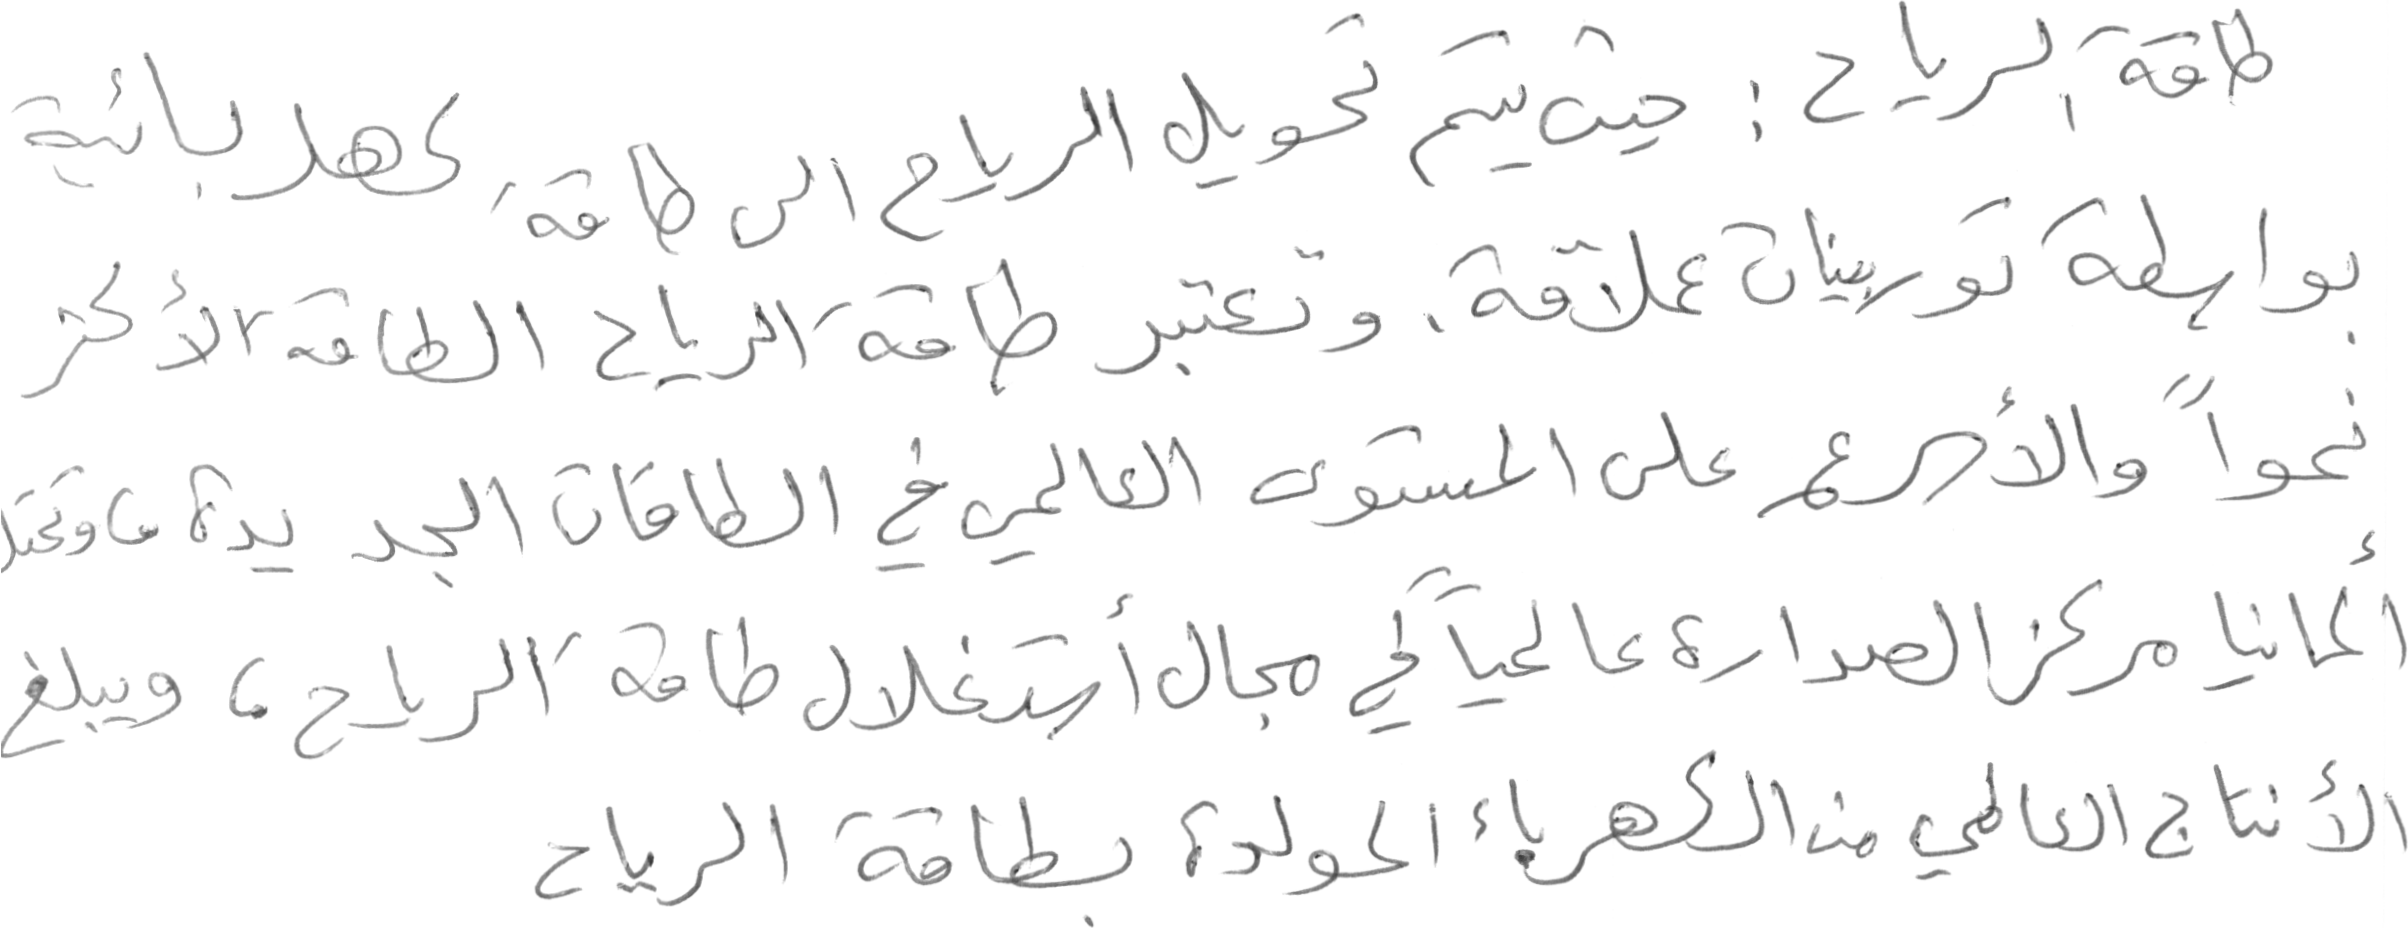 طاقة الرياح : حيث يتم تحويل الرياح الى طاقة كهربائية
بواسطة توربينات عملاقة ، وتعتبر طاقة الرياح الطاقة الأكثر
نمواً والأسرع على المستوى العالمي في الطاقات الجديدة ، وتحتل
ألمانيا مركز الصدارة عالمياً في مجال أستغلال طاقة الرياح ، ويبلغ
الأنتاج العالمي من الكهرباء المولدة بطاقة الرياح